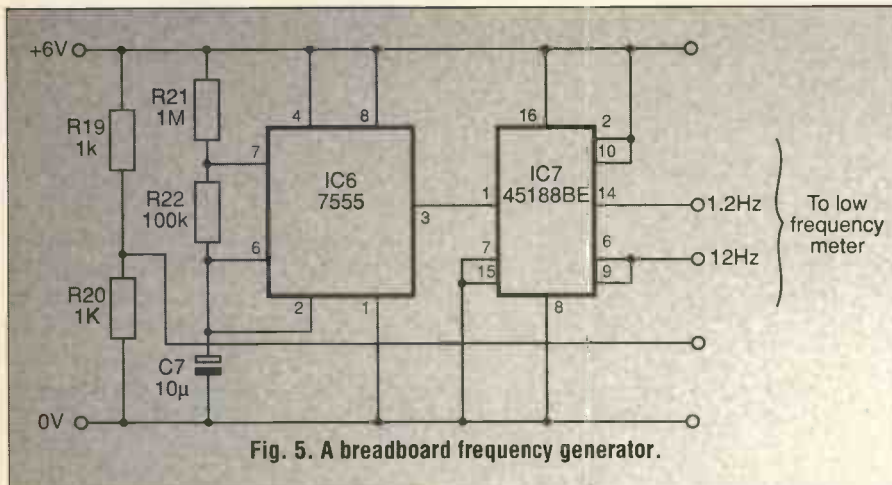 +6V
R19
1k
R20
1K
R21
1M
R22
100k
C7
10µ
0V
4
8
7
6
2
1
3
IC6
7555
16
2
10
1
14
7
15
6
9
8
IC7
45188BE
1.2Hz
12Hz
To low
frequency
meter
Fig. 5. A breadboard frequency generator.